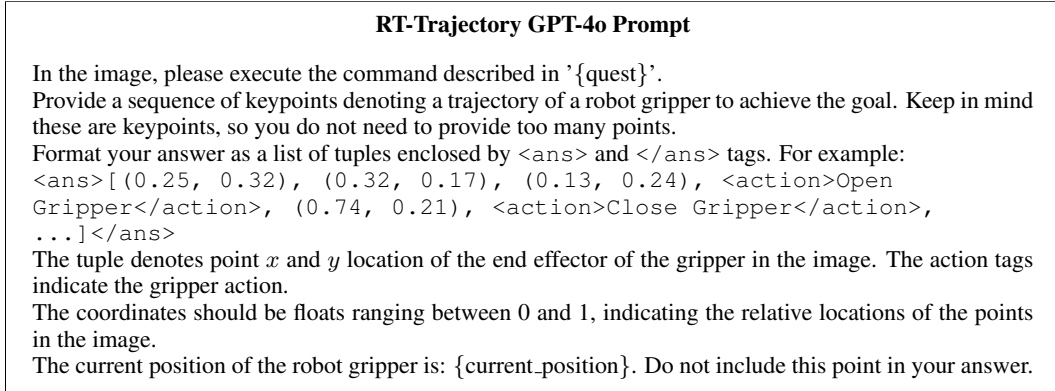 RT-Trajectory GPT-4o Prompt
In the image, please execute the command described in '{quest}'.
Provide a sequence of keypoints denoting a trajectory of a robot gripper to achieve the goal. Keep in mind
these are keypoints, so you do not need to provide too many points.
Format your answer as a list of tuples enclosed by <ans> and </ans> tags. For example:
<ans>[(0.25, 0.32), (0.32, 0.17), (0.13, 0.24), <action>Open
Gripper</action>, (0.74, 0.21), <action>Close Gripper</action>,
...]</ans>
The tuple denotes point x and y location of the end effector of the gripper in the image. The action tags
indicate the gripper action.
The coordinates should be floats ranging between 0 and 1, indicating the relative locations of the points
in the image.
The current position of the robot gripper is: {current_position}. Do not include this point in your answer.